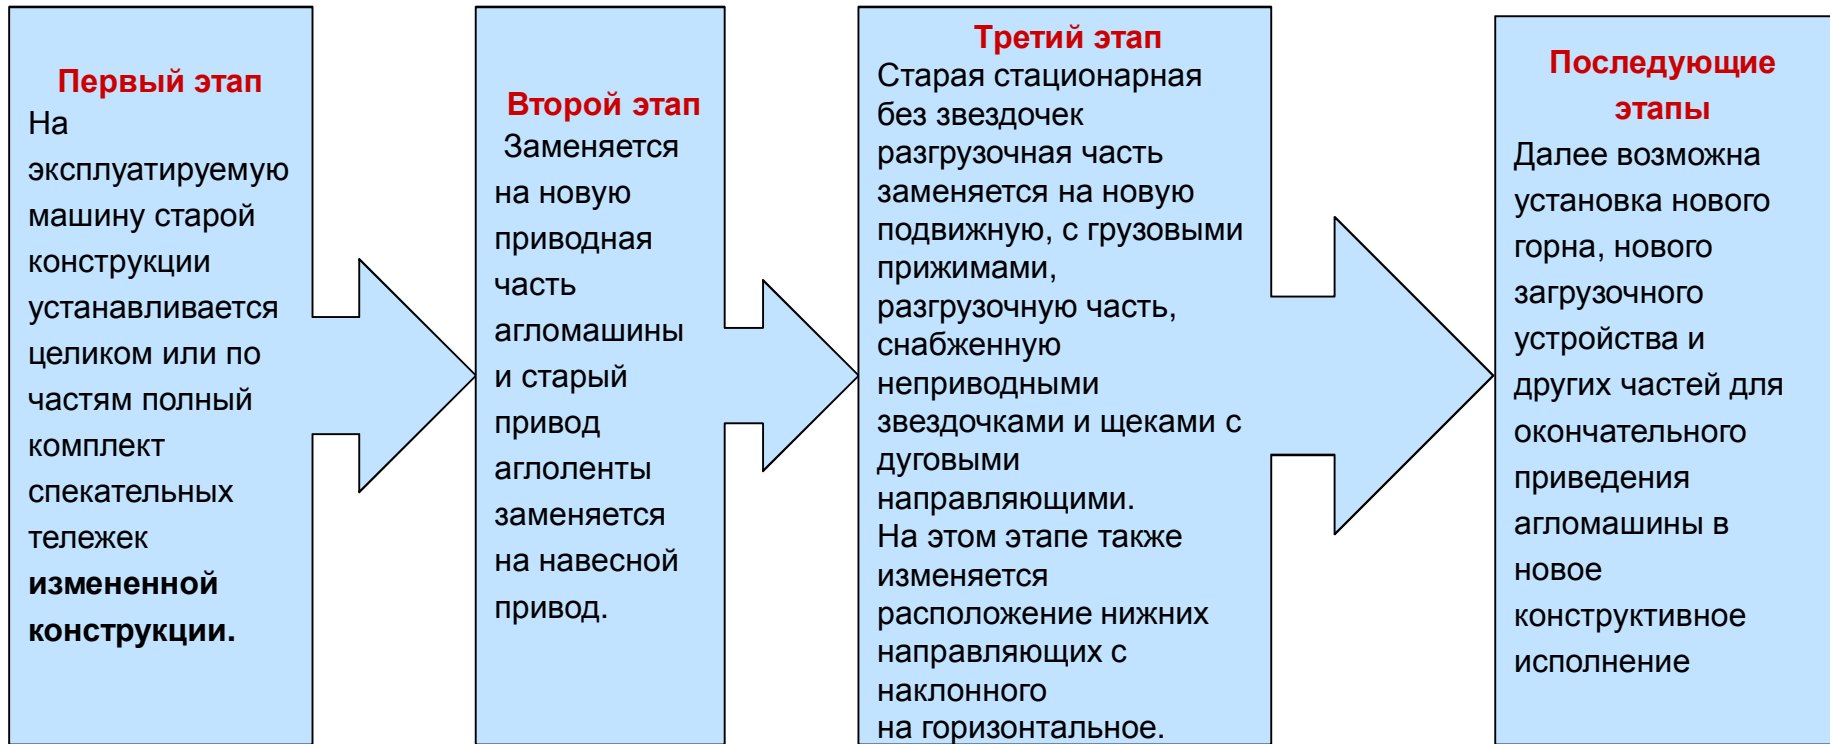 Первый этап
На
эксплуатируемую
машину старой
конструкции
устанавливается
целиком или по
частям полный
комплект
спекательных
тележек
измененной
конструкции.
Второй этап
Заменяется
на новую
приводная
часть
агломашины
и старый
привод
аглоленты
заменяется
на навесной
привод.
Третий этап
Старая стационарная
без звездочек
разгрузочная часть
заменяется на новую
подвижную, с грузовыми
прижимами,
разгрузочную часть,
снабженную
неприводными
звездочками и щеками с
дуговыми
направляющими.
На этом этапе также
изменяется
расположение нижних
направляющих с
наклонного
на горизонтальное.
Последующие
этапы
Далее возможна
установка нового
горна, нового
загрузочного
устройства и
других частей для
окончательного
приведения
агломашины в
новое
конструктивное
исполнение